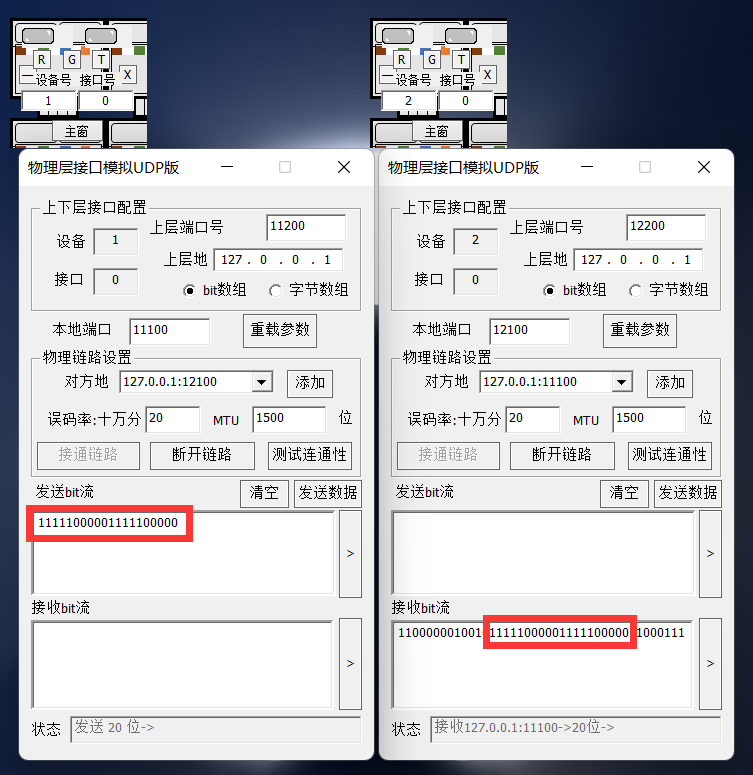 R G T
一 设备号 接口号 X
1 0
主窗
物理层接口模拟UDP版
上下层接口配置
设备 1
上层端口号 11200
接口 0
上层地 127 . 0 . 0 . 1
bit数组 字节数组
本地端口 11100 重载参数
物理链路设置
对方地 127.0.0.1:12100 添加
误码率:十万分 20 MTU 1500 位
接通链路 断开链路 测试连通性
发送bit流 清空 发送数据
11111000001111100000
>
接收bit流
>
状态 发送 20 位->
R G T
一 设备号 接口号 X
2 0
主窗
物理层接口模拟UDP版
上下层接口配置
设备 2
上层端口号 12200
接口 0
上层地 127 . 0 . 0 . 1
bit数组 字节数组
本地端口 12100 重载参数
物理链路设置
对方地 127.0.0.1:11100 添加
误码率:十万分 20 MTU 1500 位
接通链路 断开链路 测试连通性
发送bit流 清空 发送数据
>
接收bit流
11111000001111100000
>
状态 接收127.0.0.1:11100->20位->